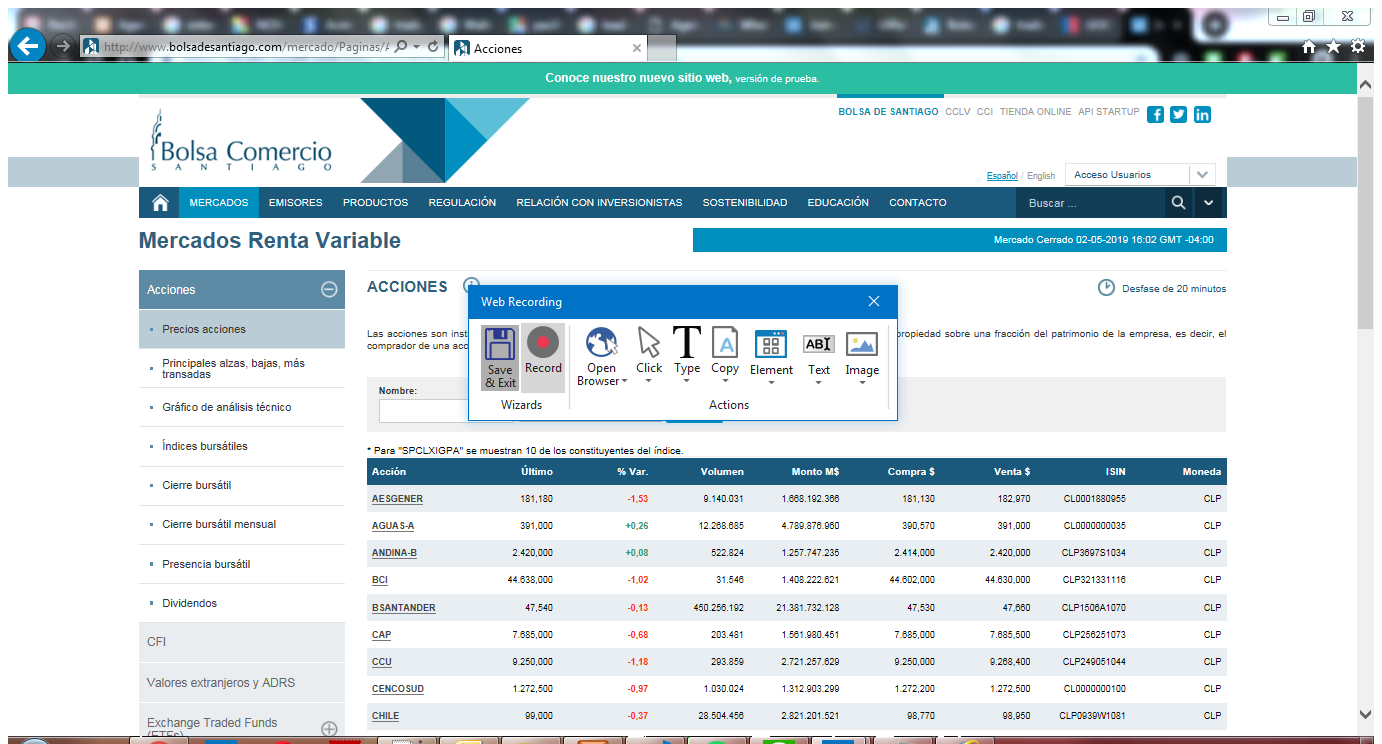 http://www.bolsadesantiago.com/mercado/Paginas/
Acciones
Conoce nuestro nuevo sitio web, versión de prueba.
BOLSA DE SANTIAGO CCLV CCI TIENDA ONLINE API STARTUP
Bolsa Comercio
SANTIAGO
Español / English Acceso Usuarios
MERCADOS EMISORES PRODUCTOS REGULACIÓN RELACIÓN CON INVERSIONISTAS SOSTENIBILIDAD EDUCACIÓN CONTACTO Buscar ...
Mercados Renta Variable
Mercado Cerrado 02-05-2019 16:02 GMT -04:00
Acciones
Precios acciones
Principales alzas, bajas, más
transadas
Gráfico de análisis técnico
Índices bursátiles
Cierre bursátil
Cierre bursátil mensual
Presencia bursátil
Dividendos
CFI
Valores extranjeros y ADRS
Exchange Traded Funds
(ETFs)
ACCIONES
Desfase de 20 minutos
Las acciones son inst
propiedad sobre una fracción del patrimonio de la empresa, es decir, el
comprador de una acc
Nombre:
Web Recording
Save
& Exit
Record
Open
Browser
Click
Type
Copy
Element
Text
Image
Wizards
Actions
* Para "SPCLXIGPA" se muestran 10 de los constituyentes del índice.
Acción Último % Var. Volumen Monto M$ Compra $ Venta $ ISIN Moneda
AESGENER 181,180 -1,53 9.140.031 1.668.192.366 181,130 182,970 CL0001880955 CLP
AGUAS-A 391,000 +0,26 12.268.685 4.789.876.960 390,570 391,000 CL0000000035 CLP
ANDINA-B 2.420,000 +0,08 522.824 1.257.747.235 2.414,000 2.420,000 CLP3697S1034 CLP
BCI 44.638,000 -1,02 31.546 1.408.222.621 44.602,000 44.630,000 CLP321331116 CLP
BSANTANDER 47,540 -0,13 450.256.192 21.381.732.128 47,530 47,660 CLP1506A1070 CLP
CAP 7.685,000 -0,68 203.481 1.561.980.451 7.685,000 7.685,500 CLP256251073 CLP
CCU 9.250,000 -1,18 293.859 2.721.257.629 9.250,000 9.268,400 CLP249051044 CLP
CENCOSUD 1.272,500 -0,97 1.030.024 1.312.903.299 1.272,200 1.272,500 CL0000000100 CLP
CHILE 99,000 -0,37 28.504.456 2.821.201.521 98,770 98,950 CLP0939W1081 CLP